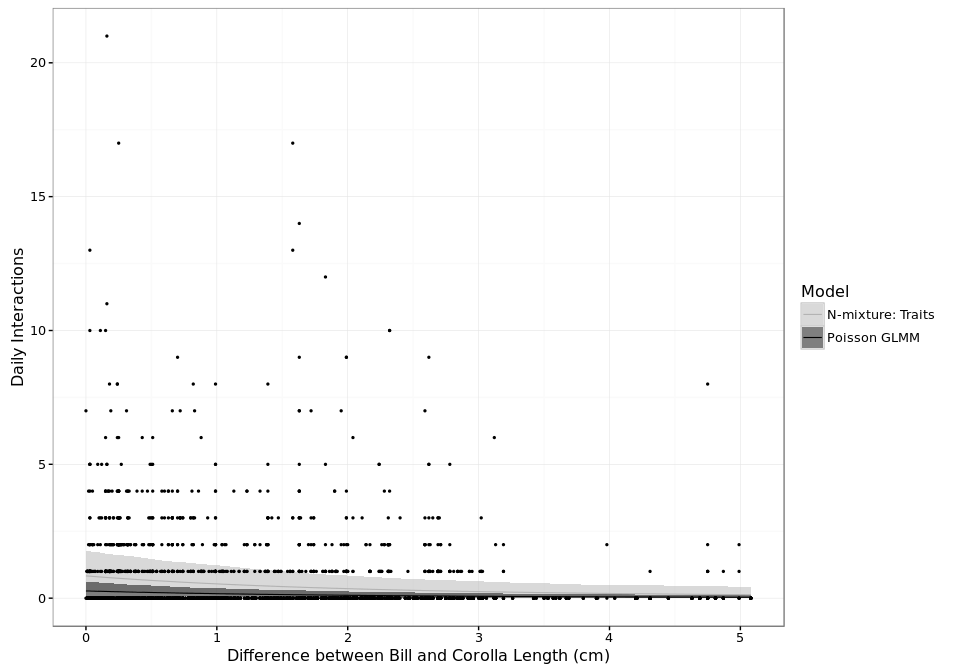 20
15
10
5
0
Daily Interactions
0 1 2 3 4 5
Difference between Bill and Corolla Length (cm)
Model
N-mixture: Traits
Poisson GLMM